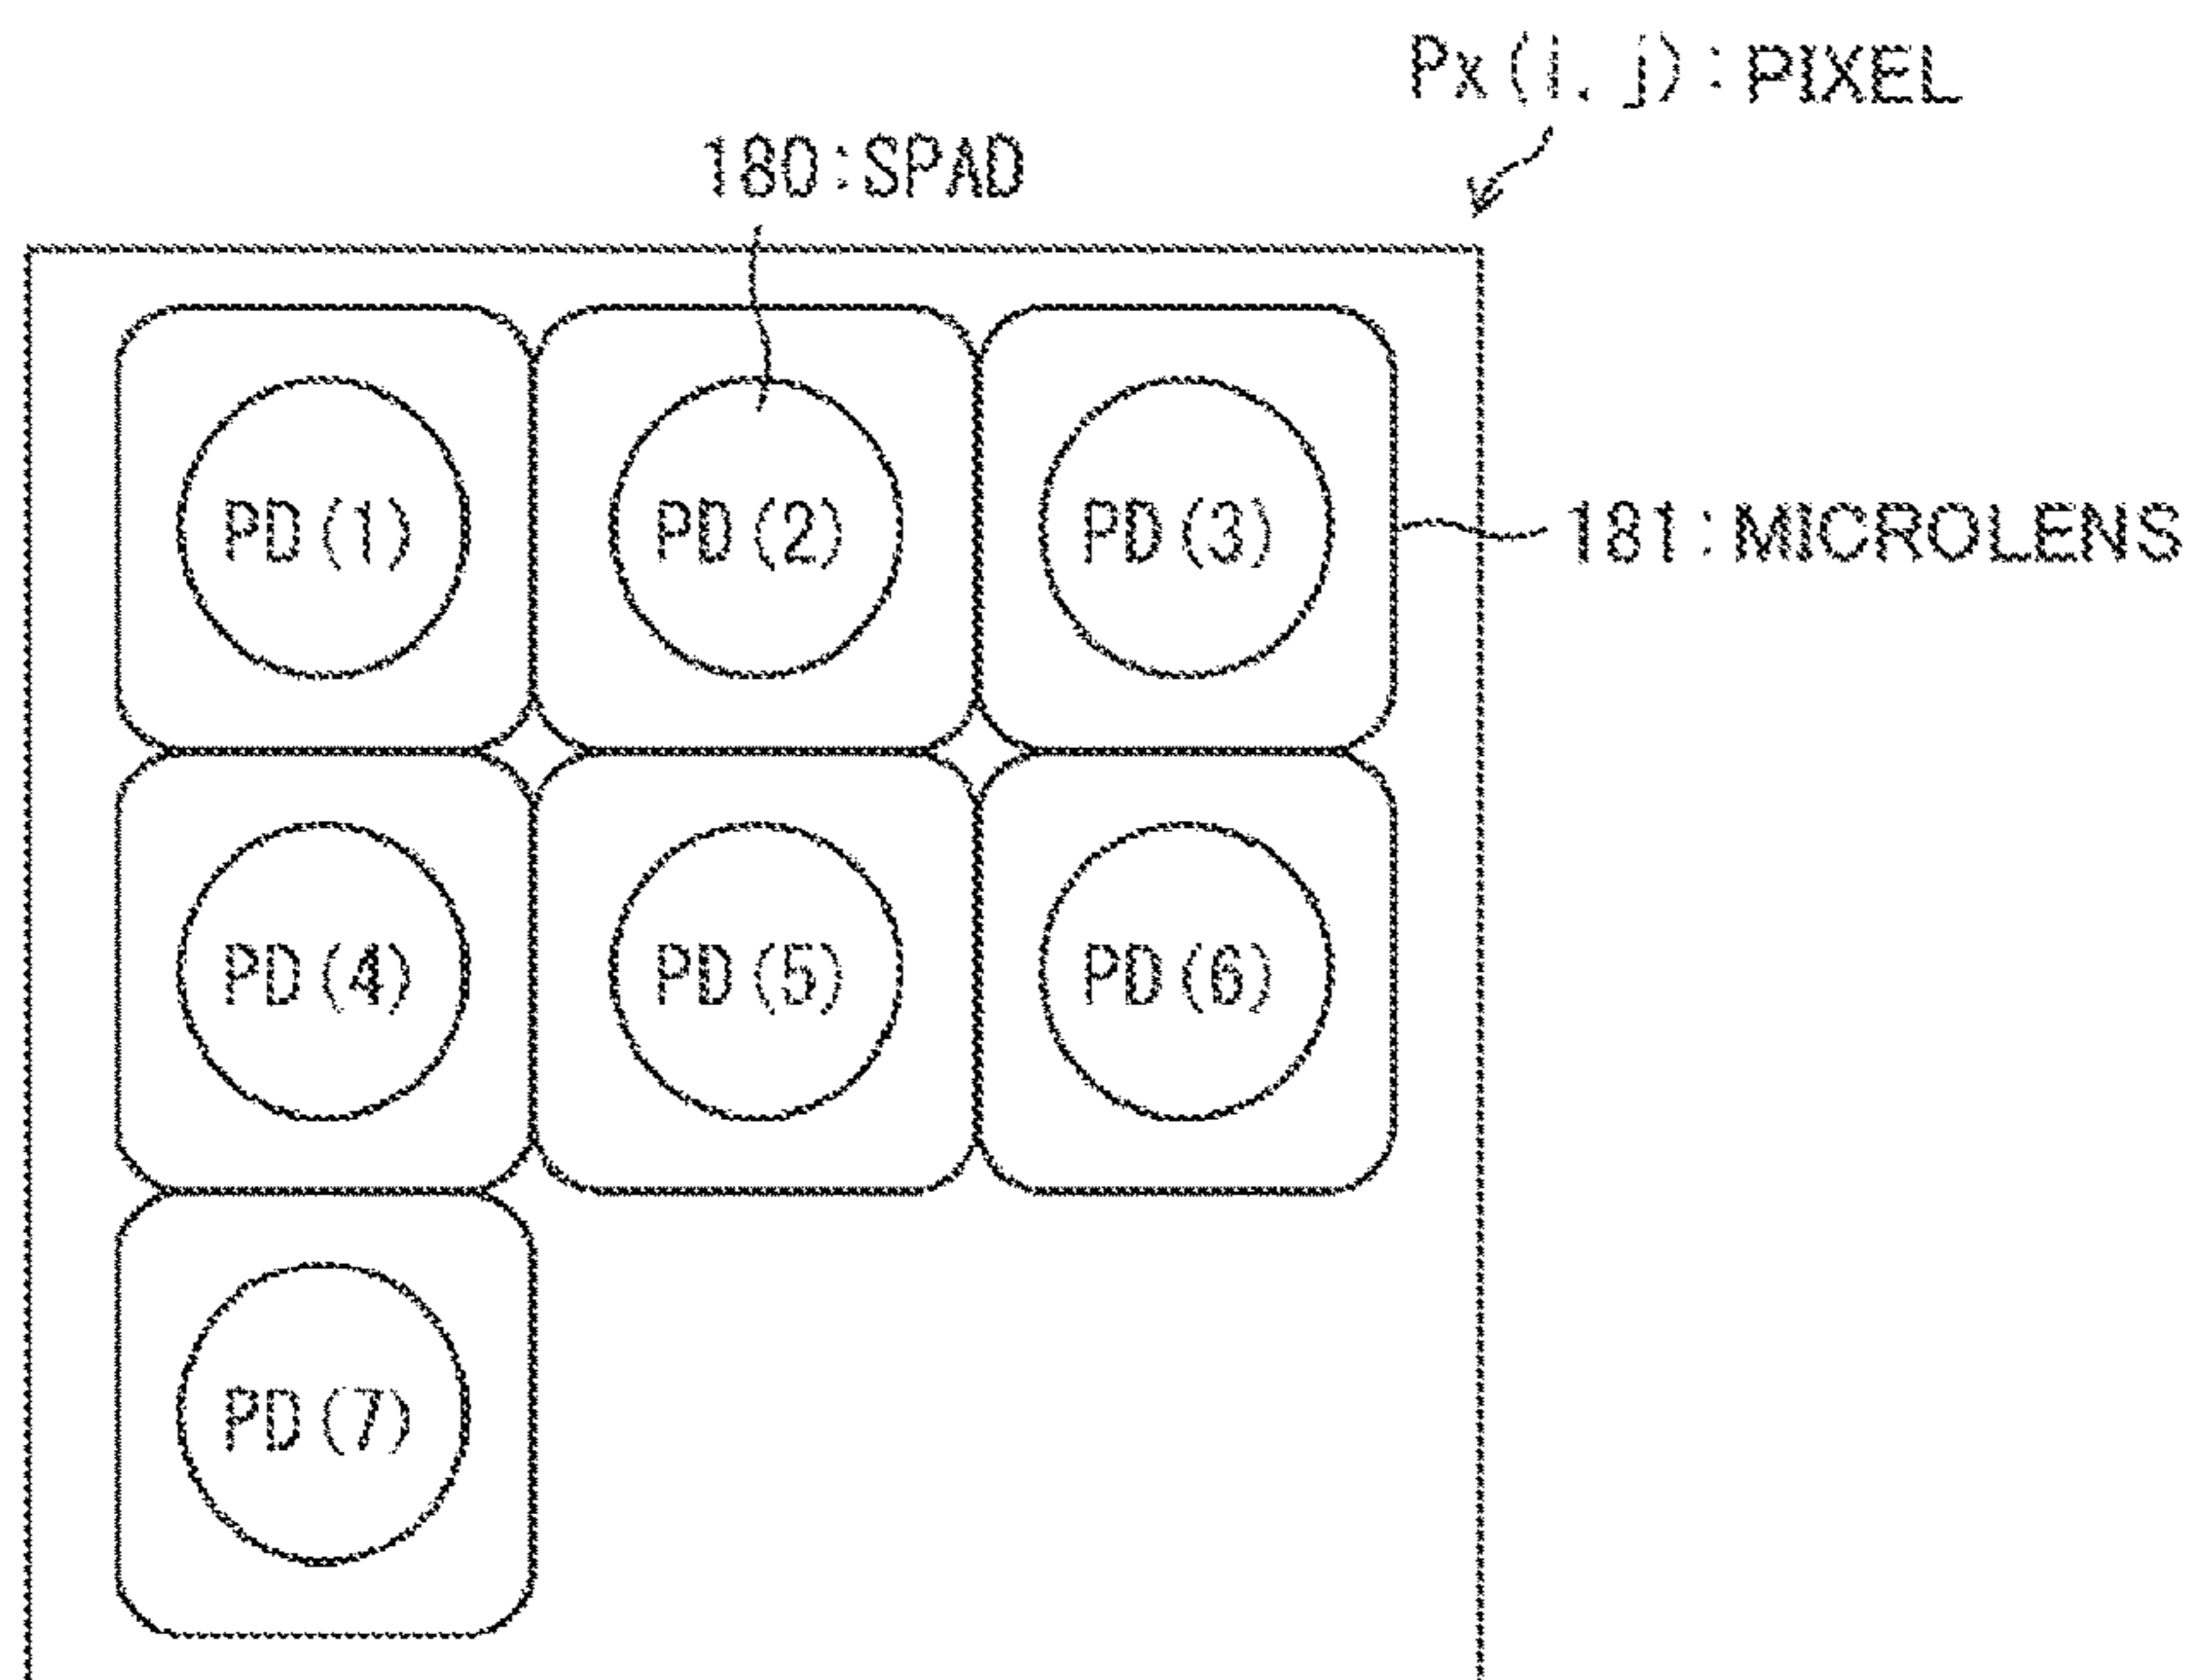 Px(i, j):PIXEL
180:SPAD
PD(1) PD(2) PD(3)
181:MICROLENS
PD(4) PD(5) PD(6)
PD(7)